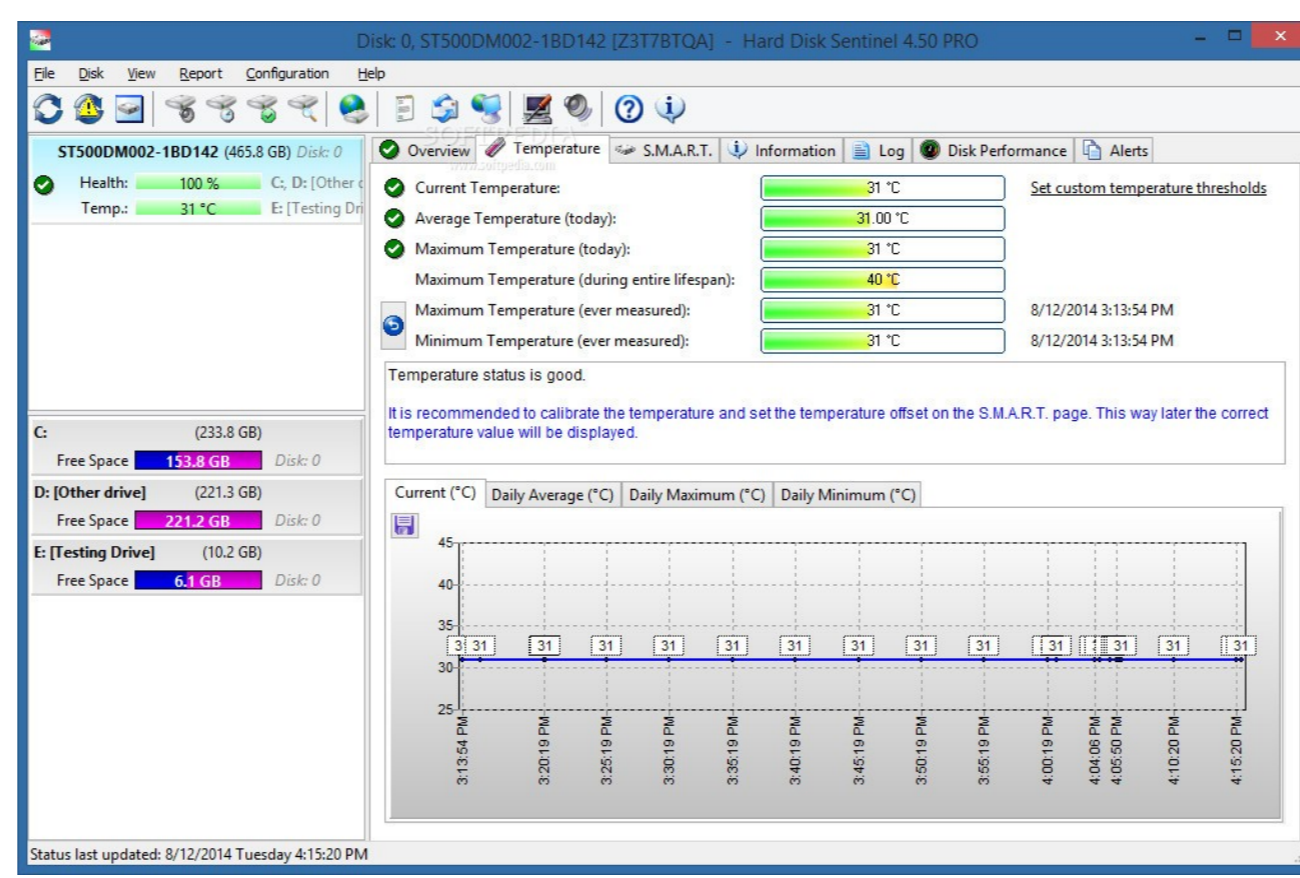 Disk: 0, ST500DM002-1BD142 [Z3T7BTQA] - Hard Disk Sentinel 4.50 PRO
File Disk View Report Configuration Help
SOFTPEDIA
www.softpedia.com
ST500DM002-1BD142 (465.8 GB) Disk: 0
Health: 100 % C:, D: [Other
Temp.: 31 °C E: [Testing Dri
C: (233.8 GB)
Free Space 153.8 GB Disk: 0
D: [Other drive] (221.3 GB)
Free Space 221.2 GB Disk: 0
E: [Testing Drive] (10.2 GB)
Free Space 6.1 GB Disk: 0
Overview Temperature S.M.A.R.T. Information Log Disk Performance Alerts
Current Temperature: 31 °C Set custom temperature thresholds
Average Temperature (today): 31.00 °C
Maximum Temperature (today): 31 °C
Maximum Temperature (during entire lifespan): 40 °C
Maximum Temperature (ever measured): 31 °C 8/12/2014 3:13:54 PM
Minimum Temperature (ever measured): 31 °C 8/12/2014 3:13:54 PM
Temperature status is good.
It is recommended to calibrate the temperature and set the temperature offset on the S.M.A.R.T. page. This way later the correct
temperature value will be displayed.
Current (°C) Daily Average (°C) Daily Maximum (°C) Daily Minimum (°C)
45
40
35
3 31 31 31 31 31 31 31 31 31 31 31 31 31
30
25
3:13:54 PM 3:20:19 PM 3:25:19 PM 3:30:19 PM 3:35:19 PM 3:40:19 PM 3:45:19 PM 3:50:19 PM 3:55:19 PM 4:00:19 PM 4:04:06 PM 4:05:50 PM 4:10:20 PM 4:15:20 PM
Status last updated: 8/12/2014 Tuesday 4:15:20 PM